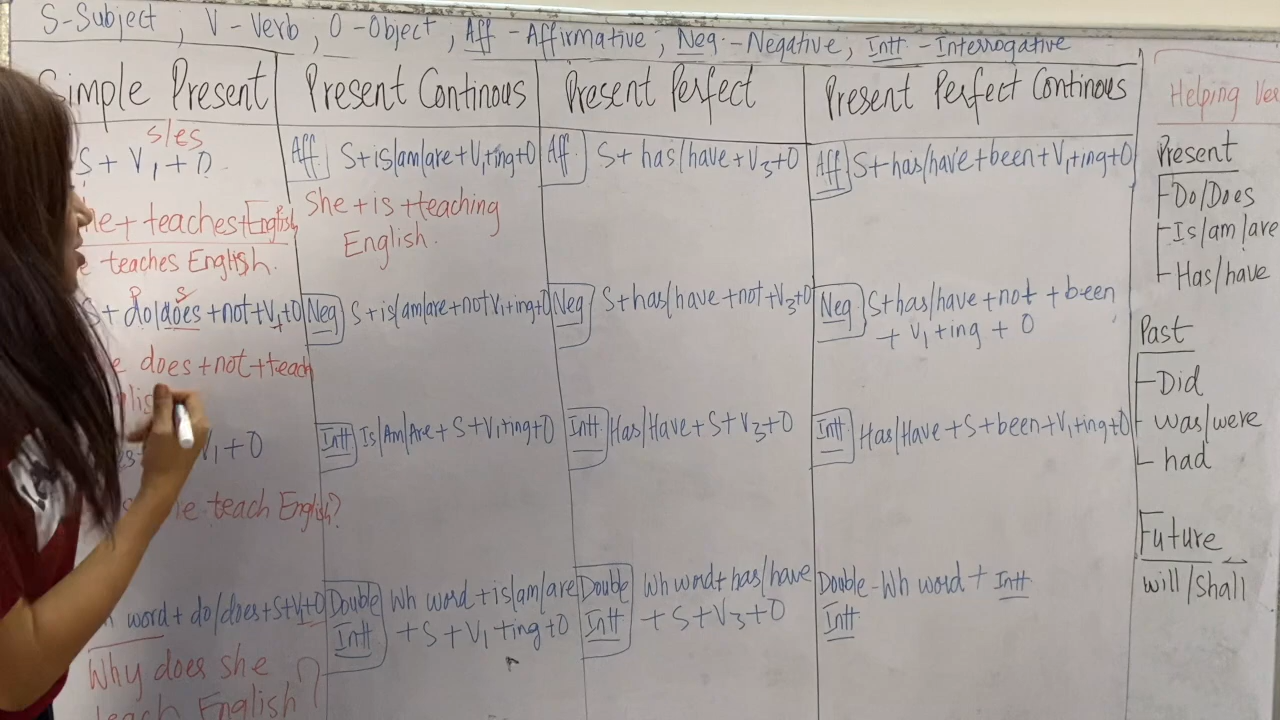 S-Subject , V - Verb , O - Object , Aff - Affirmative , Neg - Negative , Intt - Interrogative
Simple Present
s/es
S + V1 + O
teaches+English
teaches English.
P S
S + do/does +not+V1+O
does+not+teach
V1+O
teach English?
word + do/does+S+V1+O
Why does she
teach English ?
Present Continous
Aff. S+is/am/are+V1+ing+O
She + is + teaching
English.
Neg S+is/am/are+notV1+ing+O
Intt Is/Am/Are + S+V1+ing+O
Double Wh word +is/am/are
Intt + S + V1 +ing+O
Present Perfect
Aff. S+ has/have + V3+O
Neg S+has/have +not +V3+O
Intt. Has/Have + S+V3+O
Double Wh word+ has/have
Intt + S+V3+O
Present Perfect Continous
Aff S+has/have+been+V1+ing+O
Neg S+has/have +not +been
+ V1 +ing + O
Intt. Has/Have +S+been+V1+ing+O
Double -Wh word + Intt
Intt
Helping
Present
Do/Does
Is/am/are
Has/have
Past
Did
was/were
had
Future
will/Shall